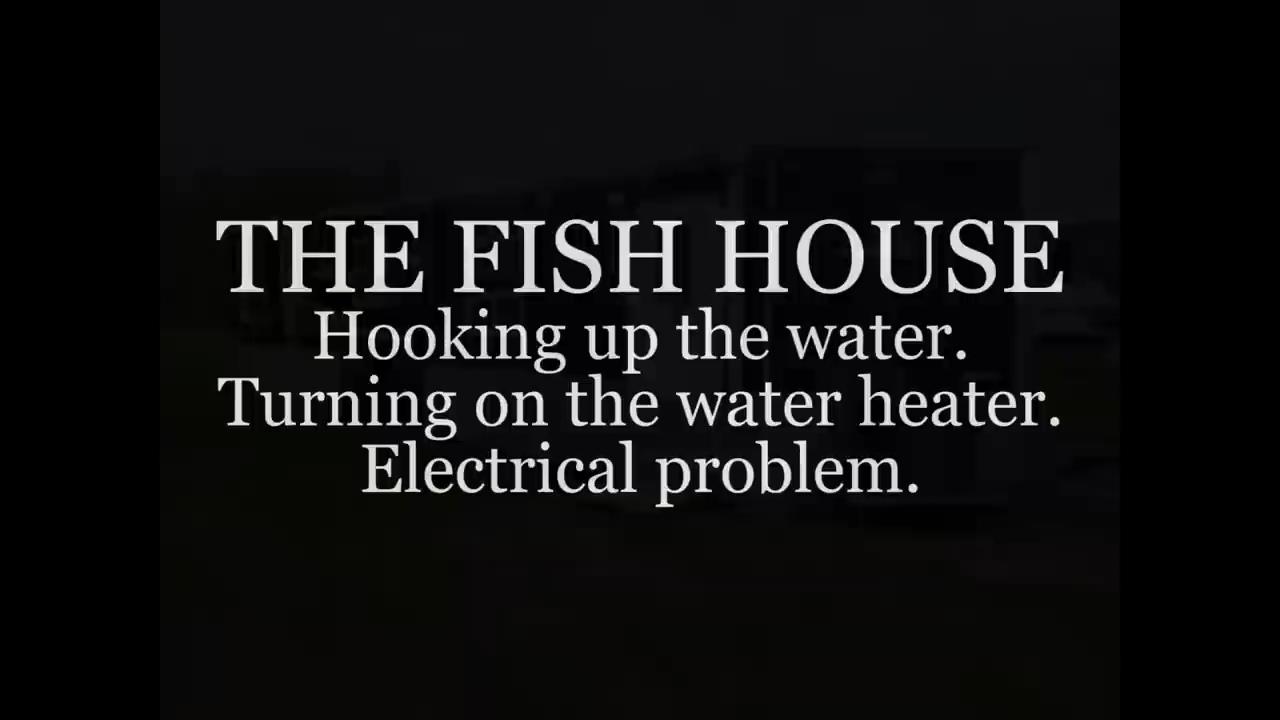 THE FISH HOUSE
Hooking up the water.
Turning on the water heater.
Electrical problem.